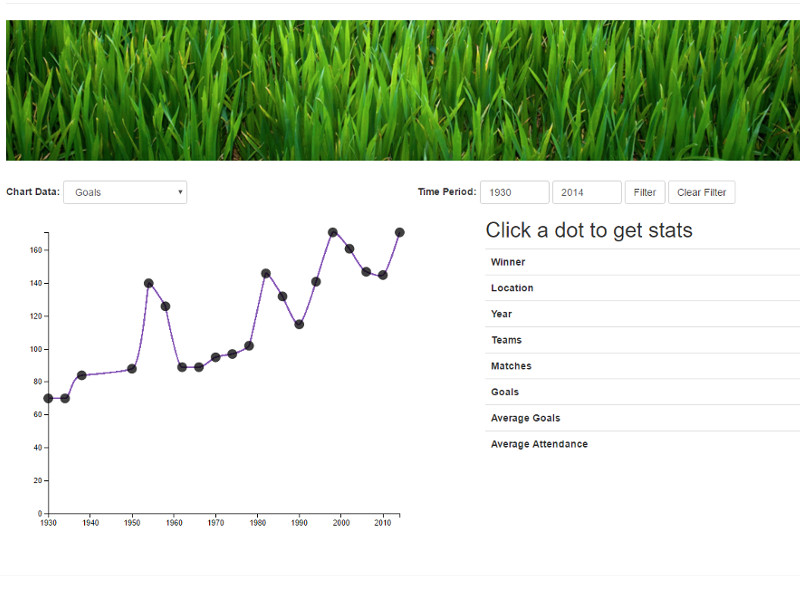 Chart Data: Goals
Time Period: 1930 2014 Filter Clear Filter
Click a dot to get stats
Winner
Location
Year
Teams
Matches
Goals
Average Goals
Average Attendance
160
140
120
100
80
60
40
20
0
1930 1940 1950 1960 1970 1980 1990 2000 2010